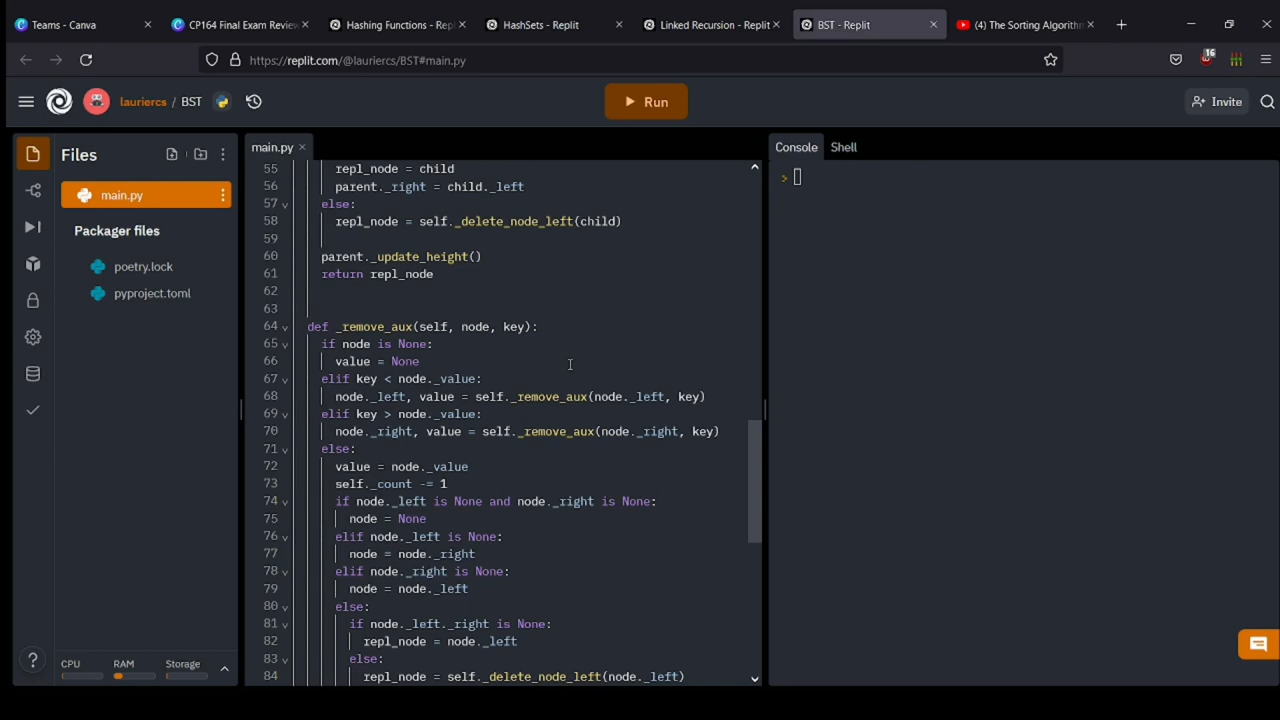 Teams - Canva
CP164 Final Exam Review
Hashing Functions - Repl
HashSets - Replit
Linked Recursion - Replit
BST - Replit
(4) The Sorting Algorithm
https://replit.com/@lauriercs/BST#main.py
16
lauriercs / BST
Run
Invite
Files
main.py
Packager files
poetry.lock
pyproject.toml
CPU
RAM
Storage
main.py
55 repl_node = child
56 parent._right = child._left
57 else:
58 repl_node = self._delete_node_left(child)
59
60 parent._update_height()
61 return repl_node
62
63
64 def _remove_aux(self, node, key):
65 if node is None:
66 value = None
67 elif key < node._value:
68 node._left, value = self._remove_aux(node._left, key)
69 elif key > node._value:
70 node._right, value = self._remove_aux(node._right, key)
71 else:
72 value = node._value
73 self._count -= 1
74 if node._left is None and node._right is None:
75 node = None
76 elif node._left is None:
77 node = node._right
78 elif node._right is None:
79 node = node._left
80 else:
81 if node._left._right is None:
82 repl_node = node._left
83 else:
84 repl_node = self._delete_node_left(node._left)
Console
Shell
>